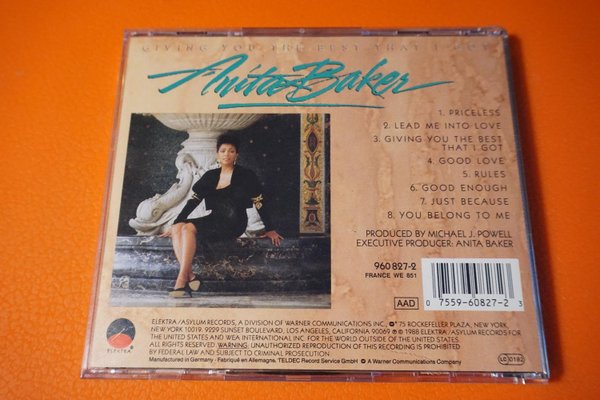 GIVING YOU THE BEST THAT I GOT
Anita Baker
1. PRICELESS
2. LEAD ME INTO LOVE
3. GIVING YOU THE BEST
THAT I GOT
4. GOOD LOVE
5. RULES
6. GOOD ENOUGH
7. JUST BECAUSE
8. YOU BELONG TO ME
PRODUCED BY MICHAEL J. POWELL
EXECUTIVE PRODUCER: ANITA BAKER
960 827-2
FRANCE WE 851
AAD
0 7559-60827-2 3
ELEKTRA/ASYLUM RECORDS, A DIVISION OF WARNER COMMUNICATIONS INC., 75 ROCKEFELLER PLAZA, NEW YORK,
NEW YORK 10019. 9229 SUNSET BOULEVARD, LOS ANGELES, CALIFORNIA 90069 ℗ © 1988 ELEKTRA/ASYLUM RECORDS FOR
THE UNITED STATES AND WEA INTERNATIONAL INC. FOR THE WORLD OUTSIDE OF THE UNITED STATES.
ALL RIGHTS RESERVED. WARNING: UNAUTHORIZED REPRODUCTION OF THIS RECORDING IS PROHIBITED
BY FEDERAL LAW AND SUBJECT TO CRIMINAL PROSECUTION.
Manufactured in Germany · Fabriqué en Allemagne. TELDEC Record Service GmbH A Warner Communications Company
ELEKTRA
LC 0192